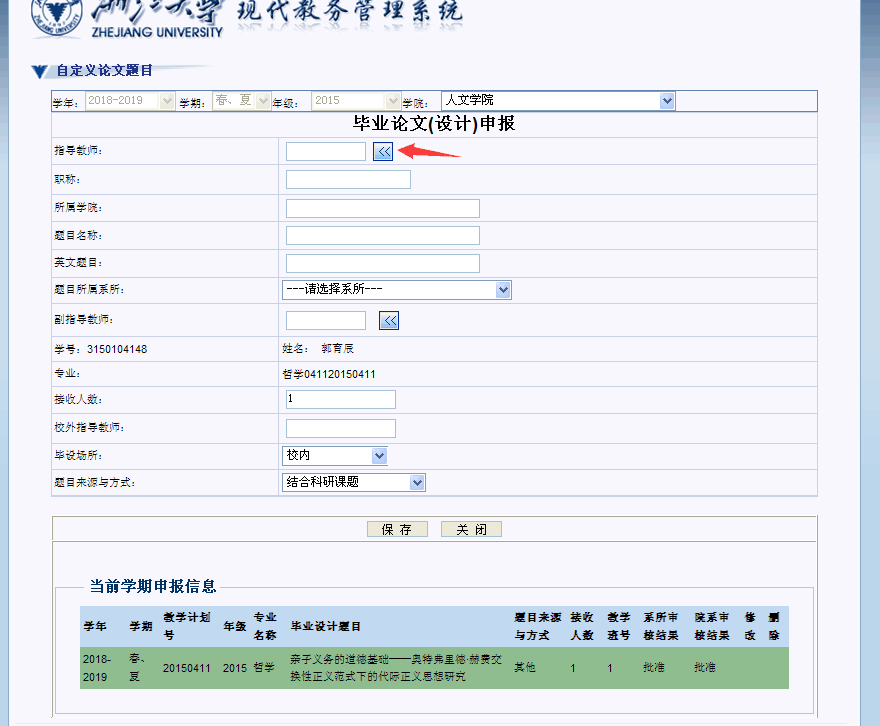 浙江大学 现代教务管理系统
ZHEJIANG UNIVERSITY
自定义论文题目
学年: 2018-2019 学期: 春、夏 年级: 2015 学院: 人文学院
毕业论文(设计)申报
指导教师:
职称:
所属学院:
题目名称:
英文题目:
题目所属系所: ---请选择系所---
副指导教师:
学号: 3150104148 姓名: 郭育辰
专业: 哲学041120150411
接收人数: 1
校外指导教师:
毕设场所: 校内
题目来源与方式: 结合科研课题
保 存 关 闭
当前学期申报信息
学年 学期 教学计划号 年级 专业名称 毕业设计题目 题目来源与方式 接收人数 教学班号 系所审核结果 院系审核结果 修改 删除
2018-2019 春、夏 20150411 2015 哲学 亲子义务的道德基础——奥特弗里德·赫费交换性正义范式下的代际正义思想研究 其他 1 1 批准 批准